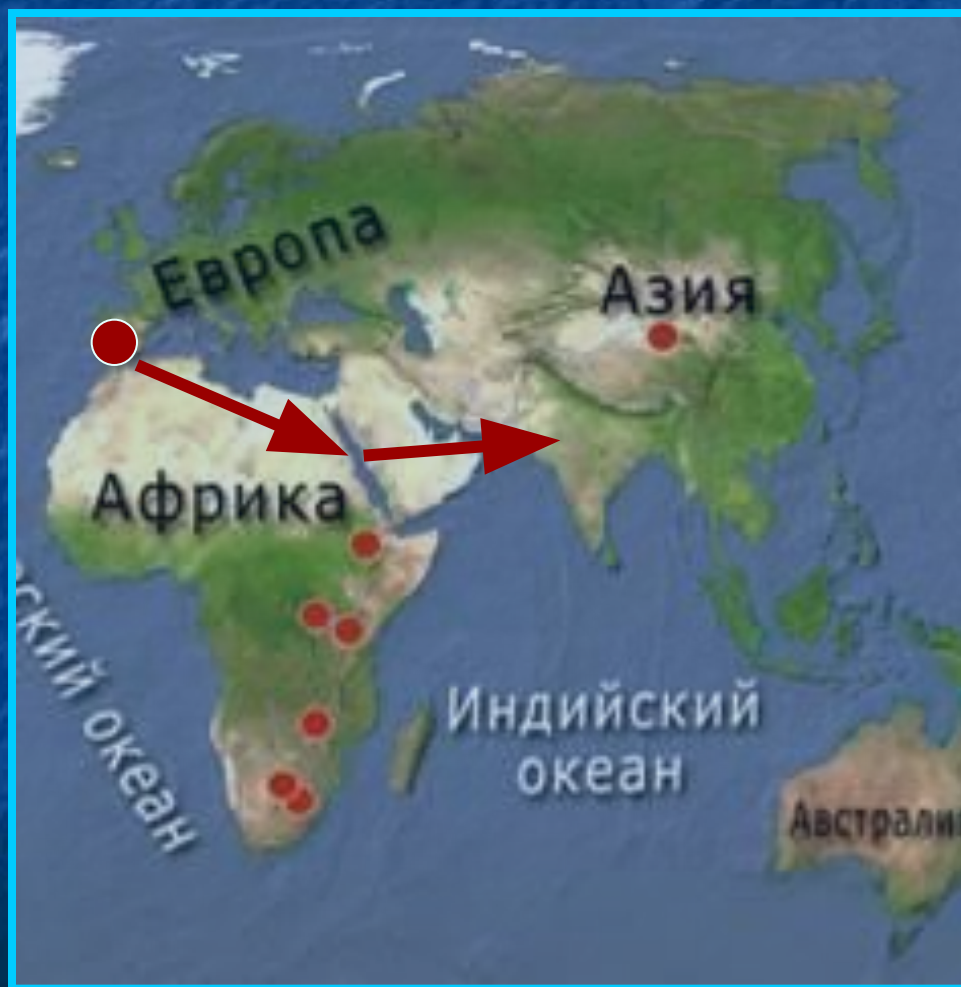 Европа
Азия
Африка
ский океан
Индийский
океан
Австрали